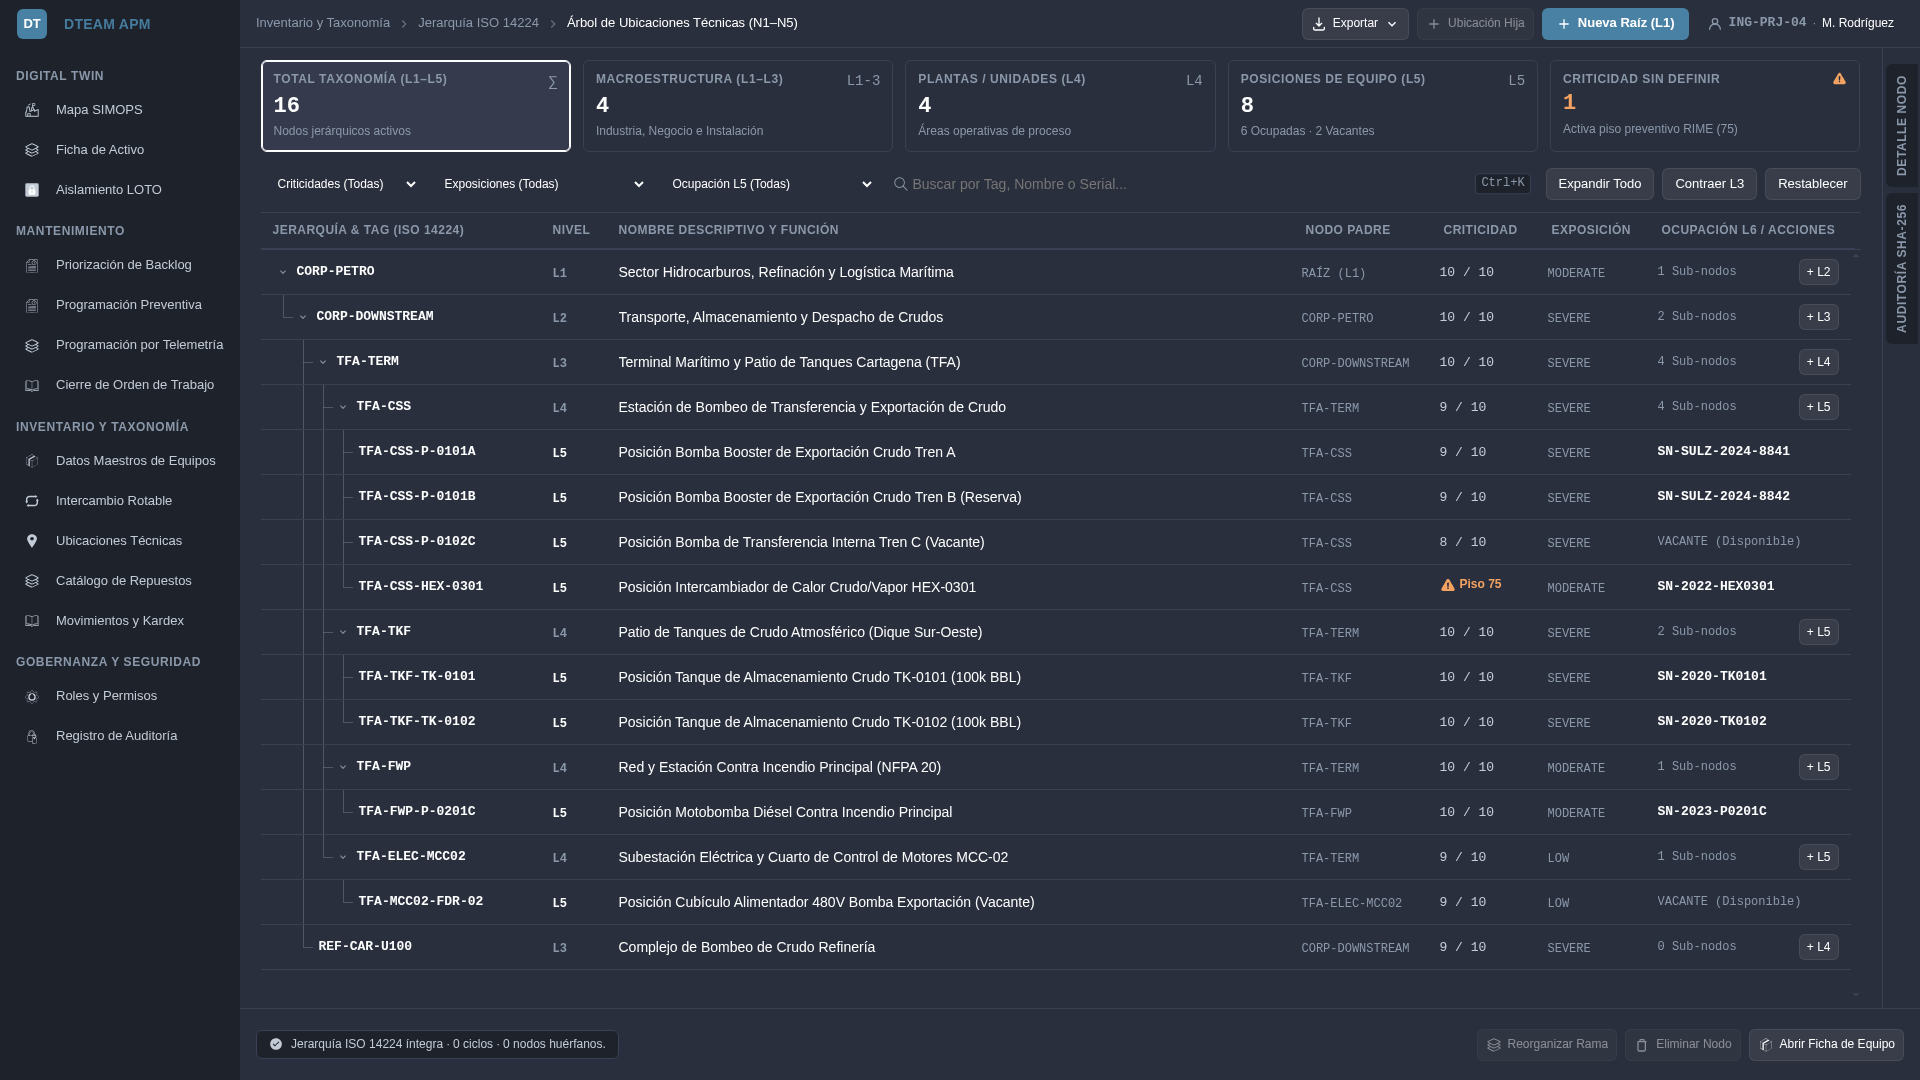 DT DTEAM APM
DIGITAL TWIN
Mapa SIMOPS
Ficha de Activo
Aislamiento LOTO
MANTENIMIENTO
Priorización de Backlog
Programación Preventiva
Programación por Telemetría
Cierre de Orden de Trabajo
INVENTARIO Y TAXONOMÍA
Datos Maestros de Equipos
Intercambio Rotable
Ubicaciones Técnicas
Catálogo de Repuestos
Movimientos y Kardex
GOBERNANZA Y SEGURIDAD
Roles y Permisos
Registro de Auditoría
Inventario y Taxonomía > Jerarquía ISO 14224 > Árbol de Ubicaciones Técnicas (N1–N5)
Exportar
+ Ubicación Hija
+ Nueva Raíz (L1)
ING-PRJ-04 · M. Rodríguez
TOTAL TAXONOMÍA (L1–L5) ∑
16
Nodos jerárquicos activos
MACROESTRUCTURA (L1–L3) L1-3
4
Industria, Negocio e Instalación
PLANTAS / UNIDADES (L4) L4
4
Áreas operativas de proceso
POSICIONES DE EQUIPO (L5) L5
8
6 Ocupadas · 2 Vacantes
CRITICIDAD SIN DEFINIR
1
Activa piso preventivo RIME (75)
Criticidades (Todas) Exposiciones (Todas) Ocupación L5 (Todas) Buscar por Tag, Nombre o Serial... Ctrl+K Expandir Todo Contraer L3 Restablecer
JERARQUÍA & TAG (ISO 14224) NIVEL NOMBRE DESCRIPTIVO Y FUNCIÓN NODO PADRE CRITICIDAD EXPOSICIÓN OCUPACIÓN L6 / ACCIONES
CORP-PETRO L1 Sector Hidrocarburos, Refinación y Logística Marítima RAÍZ (L1) 10 / 10 MODERATE 1 Sub-nodos + L2
CORP-DOWNSTREAM L2 Transporte, Almacenamiento y Despacho de Crudos CORP-PETRO 10 / 10 SEVERE 2 Sub-nodos + L3
TFA-TERM L3 Terminal Marítimo y Patio de Tanques Cartagena (TFA) CORP-DOWNSTREAM 10 / 10 SEVERE 4 Sub-nodos + L4
TFA-CSS L4 Estación de Bombeo de Transferencia y Exportación de Crudo TFA-TERM 9 / 10 SEVERE 4 Sub-nodos + L5
TFA-CSS-P-0101A L5 Posición Bomba Booster de Exportación Crudo Tren A TFA-CSS 9 / 10 SEVERE SN-SULZ-2024-8841
TFA-CSS-P-0101B L5 Posición Bomba Booster de Exportación Crudo Tren B (Reserva) TFA-CSS 9 / 10 SEVERE SN-SULZ-2024-8842
TFA-CSS-P-0102C L5 Posición Bomba de Transferencia Interna Tren C (Vacante) TFA-CSS 8 / 10 SEVERE VACANTE (Disponible)
TFA-CSS-HEX-0301 L5 Posición Intercambiador de Calor Crudo/Vapor HEX-0301 TFA-CSS Piso 75 MODERATE SN-2022-HEX0301
TFA-TKF L4 Patio de Tanques de Crudo Atmosférico (Dique Sur-Oeste) TFA-TERM 10 / 10 SEVERE 2 Sub-nodos + L5
TFA-TKF-TK-0101 L5 Posición Tanque de Almacenamiento Crudo TK-0101 (100k BBL) TFA-TKF 10 / 10 SEVERE SN-2020-TK0101
TFA-TKF-TK-0102 L5 Posición Tanque de Almacenamiento Crudo TK-0102 (100k BBL) TFA-TKF 10 / 10 SEVERE SN-2020-TK0102
TFA-FWP L4 Red y Estación Contra Incendio Principal (NFPA 20) TFA-TERM 10 / 10 MODERATE 1 Sub-nodos + L5
TFA-FWP-P-0201C L5 Posición Motobomba Diésel Contra Incendio Principal TFA-FWP 10 / 10 MODERATE SN-2023-P0201C
TFA-ELEC-MCC02 L4 Subestación Eléctrica y Cuarto de Control de Motores MCC-02 TFA-TERM 9 / 10 LOW 1 Sub-nodos + L5
TFA-MCC02-FDR-02 L5 Posición Cubículo Alimentador 480V Bomba Exportación (Vacante) TFA-ELEC-MCC02 9 / 10 LOW VACANTE (Disponible)
REF-CAR-U100 L3 Complejo de Bombeo de Crudo Refinería CORP-DOWNSTREAM 9 / 10 SEVERE 0 Sub-nodos + L4
DETALLE NODO
AUDITORÍA SHA-256
Jerarquía ISO 14224 íntegra · 0 ciclos · 0 nodos huérfanos.
Reorganizar Rama Eliminar Nodo Abrir Ficha de Equipo